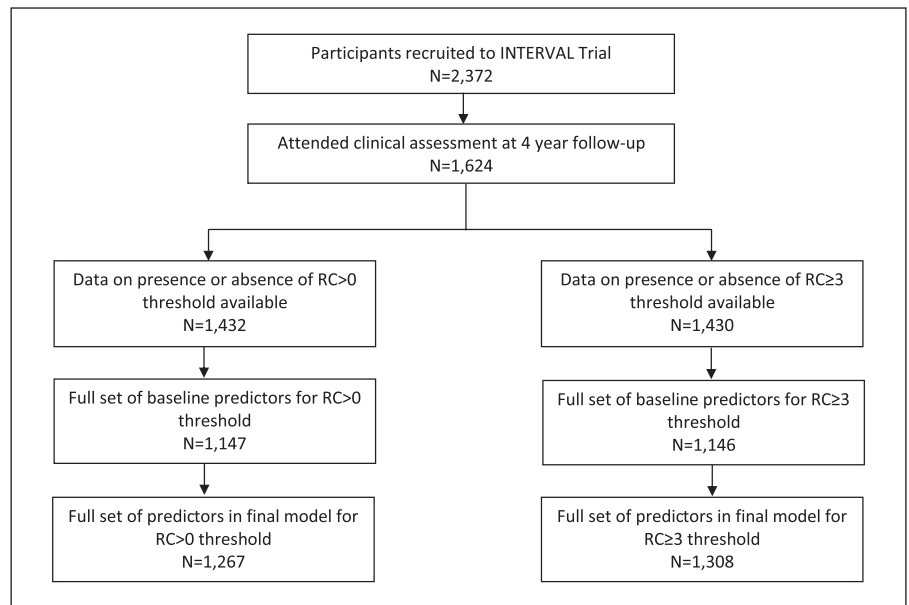 Participants recruited to INTERVAL Trial
N=2,372
Attended clinical assessment at 4 year follow-up
N=1,624
Data on presence or absence of RC>0
threshold available
N=1,432
Data on presence or absence of RC≥3
threshold available
N=1,430
Full set of baseline predictors for RC>0
threshold
N=1,147
Full set of baseline predictors for RC≥3
threshold
N=1,146
Full set of predictors in final model for
RC>0 threshold
N=1,267
Full set of predictors in final model for
RC≥3 threshold
N=1,308